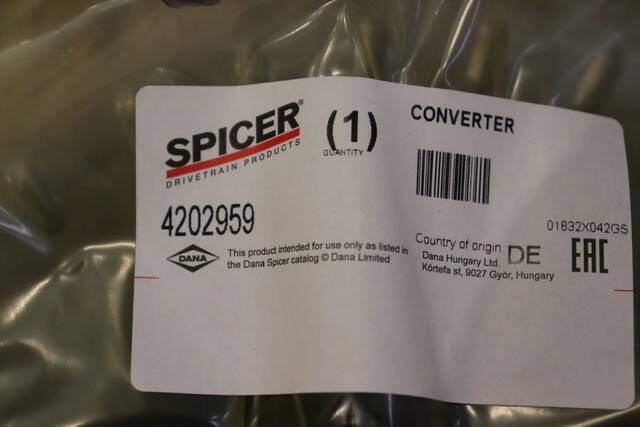 SPICER®
DRIVETRAIN PRODUCTS
(1)
QUANTITY
CONVERTER
4202959
01832X042GS
DANA
This product intended for use only as listed in
the Dana Spicer catalog © Dana Limited
Country of origin DE
Dana Hungary Ltd.
Körtefa st, 9027 Győr, Hungary
EAC